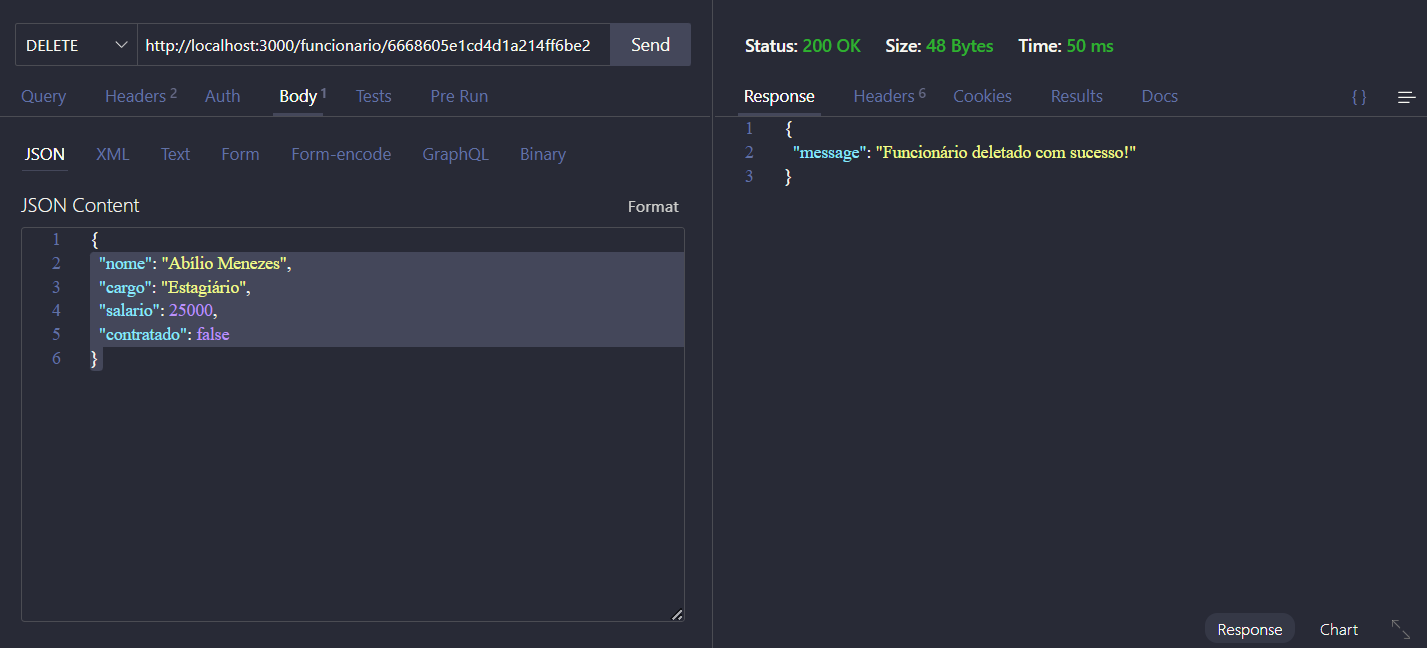 DELETE http://localhost:3000/funcionario/6668605e1cd4d1a214ff6be2 Send
Query Headers 2 Auth Body 1 Tests Pre Run
JSON XML Text Form Form-encode GraphQL Binary
JSON Content Format
1 {
2 "nome": "Abílio Menezes",
3 "cargo": "Estagiário",
4 "salario": 25000,
5 "contratado": false
6 }
Status: 200 OK Size: 48 Bytes Time: 50 ms
Response Headers 6 Cookies Results Docs { }
1 {
2 "message": "Funcionário deletado com sucesso!"
3 }
Response Chart